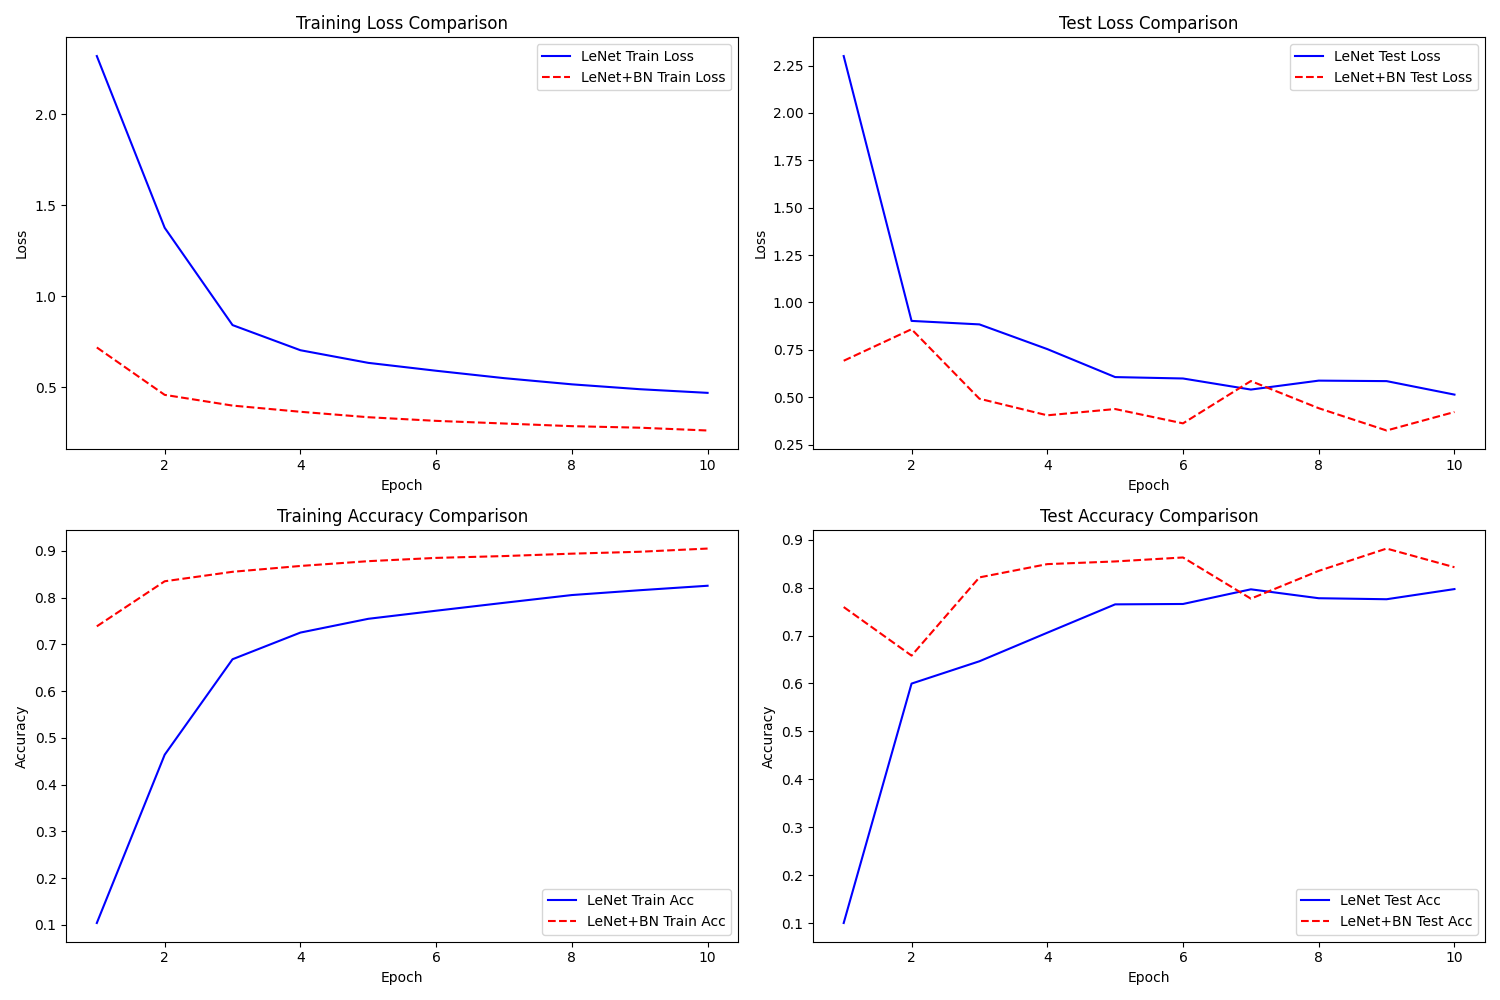 Training Loss Comparison
LeNet Train Loss
LeNet+BN Train Loss
2.0
1.5
1.0
0.5
Loss
2 4 6 8 10
Epoch
Test Loss Comparison
LeNet Test Loss
LeNet+BN Test Loss
2.25
2.00
1.75
1.50
1.25
1.00
0.75
0.50
0.25
Loss
2 4 6 8 10
Epoch
Training Accuracy Comparison
0.9
0.8
0.7
0.6
0.5
0.4
0.3
0.2
0.1
Accuracy
LeNet Train Acc
LeNet+BN Train Acc
2 4 6 8 10
Epoch
Test Accuracy Comparison
0.9
0.8
0.7
0.6
0.5
0.4
0.3
0.2
0.1
Accuracy
LeNet Test Acc
LeNet+BN Test Acc
2 4 6 8 10
Epoch